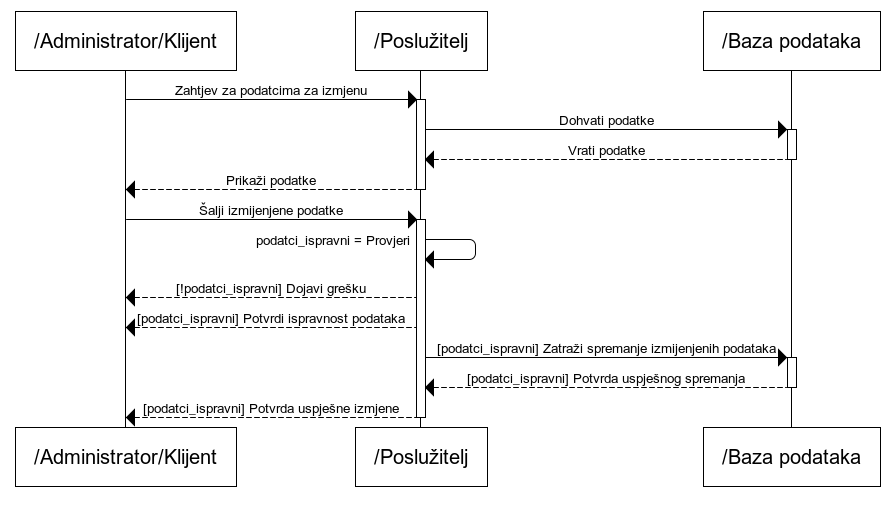 /Administrator/Klijent
/Poslužitelj
/Baza podataka
Zahtjev za podatcima za izmjenu
Dohvati podatke
Vrati podatke
Prikaži podatke
Šalji izmijenjene podatke
podatci_ispravni = Provjeri
[!podatci_ispravni] Dojavi grešku
[podatci_ispravni] Potvrdi ispravnost podataka
[podatci_ispravni] Zatraži spremanje izmijenjenih podataka
[podatci_ispravni] Potvrda uspješnog spremanja
[podatci_ispravni] Potvrda uspješne izmjene
/Administrator/Klijent
/Poslužitelj
/Baza podataka